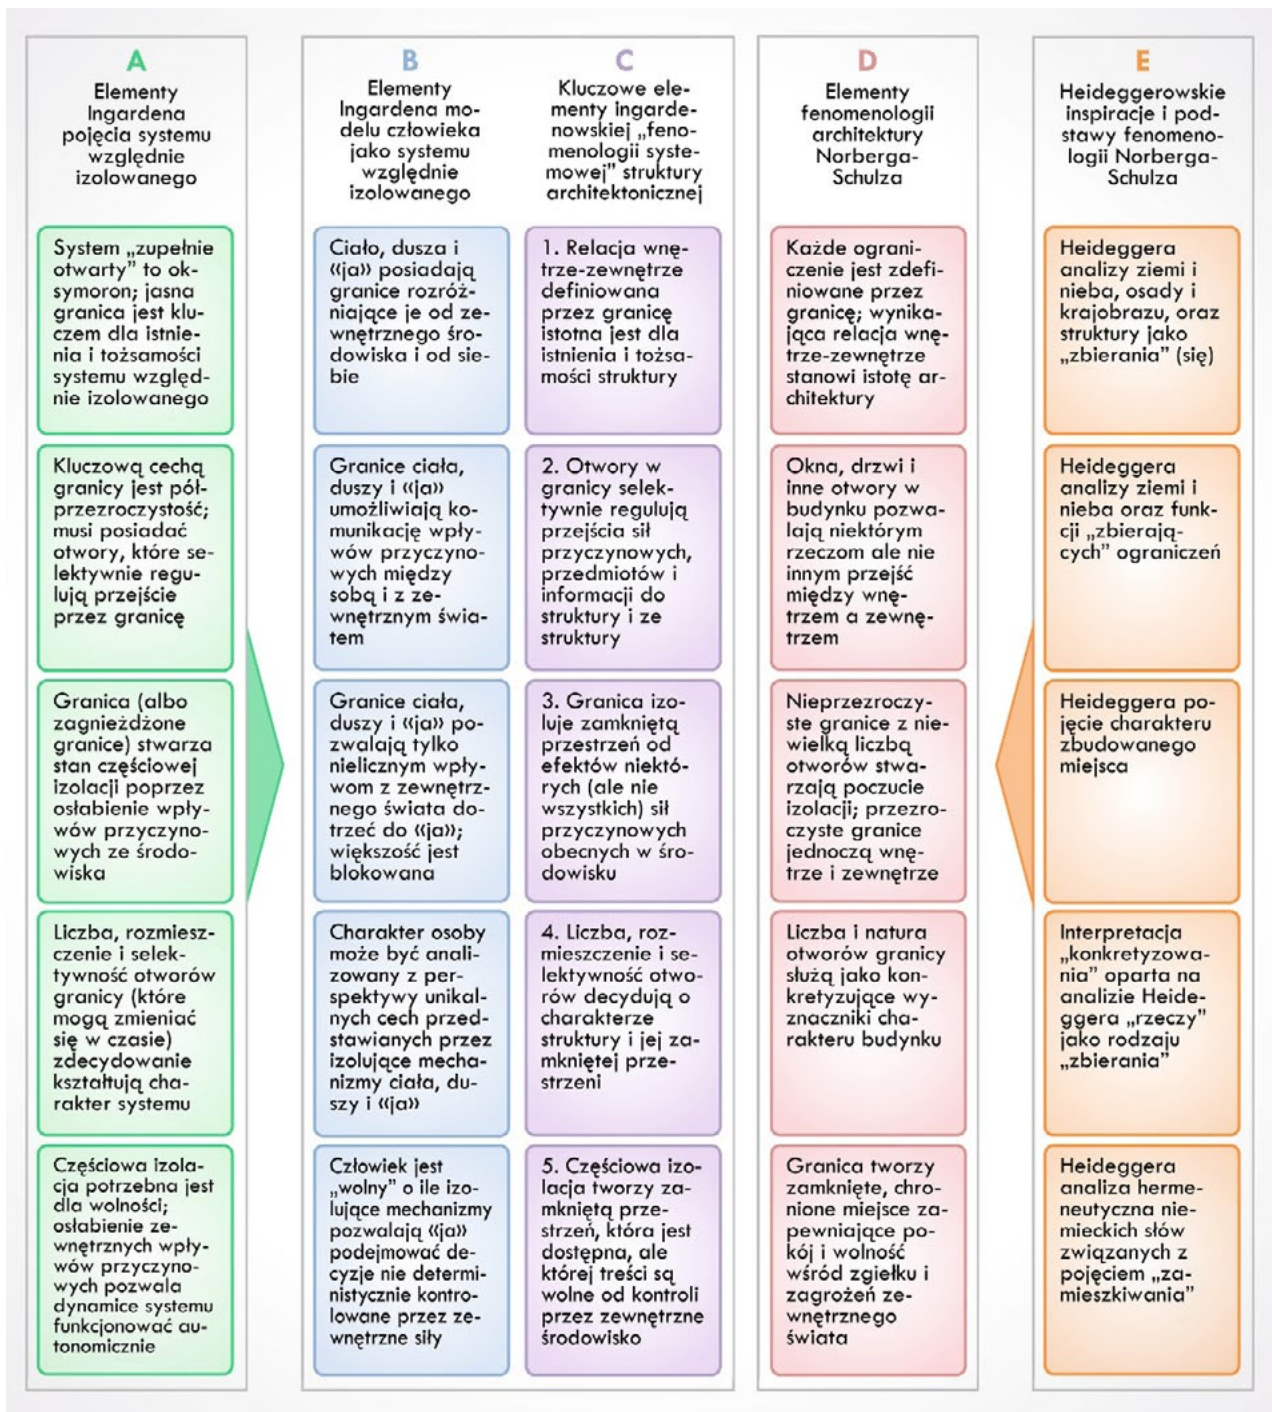 A
Elementy
Ingardena
pojęcia systemu
względnie
izolowanego
System „zupełnie
otwarty” to ok-
symoron; jasna
granica jest klu-
czem dla istnie-
nia i tożsamości
systemu względ-
nie izolowanego
Kluczową cechą
granicy jest pół-
przezroczystość;
musi posiadać
otwory, które se-
lektywnie regu-
lują przejście
przez granicę
Granica (albo
zagnieżdżone
granice) stwarza
stan częściowej
izolacji poprzez
osłabienie wpły-
wów przyczyno-
wych ze środo-
wiska
Liczba, rozmiesz-
czenie i selek-
tywność otworów
granicy (które
mogą zmieniać
się w czasie)
zdecydowanie
kształtują cha-
rakter systemu
Częściowa izola-
cja potrzebna jest
dla wolności;
osłabienie ze-
wnętrznych wpły-
wów przyczyno-
wych pozwala
dynamice systemu
funkcjonować au-
tonomicznie
B
Elementy
Ingardena mo-
delu człowieka
jako systemu
względnie
izolowanego
Ciało, dusza i
«ja» posiadają
granice rozróż-
niające je od ze-
wnętrznego śro-
dowiska i od sie-
bie
Granice ciała,
duszy i «ja»
umożliwiają ko-
munikację wpły-
wów przyczyno-
wych między
sobą i z ze-
wnętrznym świa-
tem
Granice ciała,
duszy i «ja» po-
zwalają tylko
nielicznym wpły-
wom z zewnętrz-
nego świata do-
trzeć do «ja»;
większość jest
blokowana
Charakter osoby
może być anali-
zowany z per-
spektywy unikal-
nych cech przed-
stawianych przez
izolujące mecha-
nizmy ciała, du-
szy i «ja»
Człowiek jest
„wolny” o ile izo-
lujące mechanizmy
pozwalają «ja»
podejmować de-
cyzje nie determi-
nistycznie kontro-
lowane przez ze-
wnętrzne siły
C
Kluczowe ele-
menty ingarde-
nowskiej „feno-
menologii syste-
mowej” struktury
architektonicznej
1. Relacja wnę-
trze-zewnętrze
definiowana
przez granicę
istotna jest dla
istnienia i tożsa-
mości struktury
2. Otwory w
granicy selek-
tywnie regulują
przejścia sił
przyczynowych,
przedmiotów i
informacji do
struktury i ze
struktury
3. Granica izo-
luje zamkniętą
przestrzeń od
efektów niektó-
rych (ale nie
wszystkich) sił
przyczynowych
obecnych w śro-
dowisku
4. Liczba, roz-
mieszczenie i se-
lektywność otwo-
rów decydują o
charakterze
struktury i jej za-
mkniętej prze-
strzeni
5. Częściowa izo-
lacja tworzy za-
mkniętą prze-
strzeń, która jest
dostępna, ale
której treści są
wolne od kontroli
przez zewnętrzne
środowisko
D
Elementy
fenomenologii
architektury
Norberga-
Schulza
Każde ograni-
czenie jest zdefi-
niowane przez
granicę; wynika-
jąca relacja wnę-
trze-zewnętrze
stanowi istotę ar-
chitektury
Okna, drzwi i
inne otwory w
budynku pozwa-
lają niektórym
rzeczom ale nie
innym przejść
między wnę-
trzem a zewnę-
trzem
Nieprzezroczy-
ste granice z nie-
wielką liczbą
otworów stwa-
rzają poczucie
izolacji; przezro-
czyste granice
jednoczą wnę-
trze i zewnętrze
Liczba i natura
otworów granicy
służą jako kon-
kretyzujące wy-
znaczniki cha-
rakteru budynku
Granica tworzy
zamknięte, chro-
nione miejsce za-
pewniające po-
kój i wolność
wśród zgiełku i
zagrożeń ze-
wnętrznego
świata
E
Heideggerowskie
inspiracje i pod-
stawy fenomeno-
logii Norberga-
Schulza
Heideggera
analizy ziemi i
nieba, osady i
krajobrazu, oraz
struktury jako
„zbierania” (się)
Heideggera
analizy ziemi i
nieba oraz funk-
cji „zbierają-
cych” ograniczeń
Heideggera po-
jęcie charakteru
zbudowanego
miejsca
Interpretacja
„konkretyzowa-
nia” oparta na
analizie Heide-
ggera „rzeczy”
jako rodzaju
„zbierania”
Heideggera
analiza herme-
neutyczna nie-
mieckich słów
związanych z
pojęciem „za-
mieszkiwania”